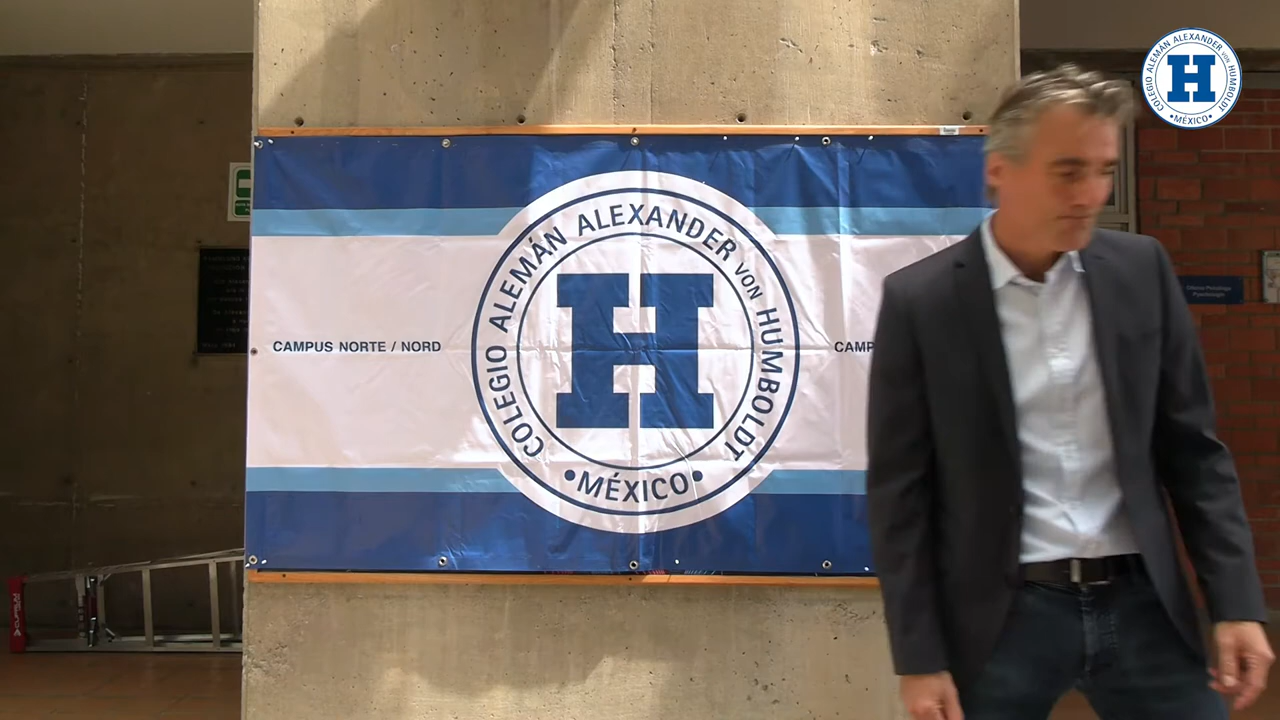 COLEGIO ALEMÁN ALEXANDER VON HUMBOLDT
•MÉXICO•
H
COLEGIO ALEMÁN ALEXANDER VON HUMBOLDT
•MÉXICO•
H
CAMPUS NORTE / NORD
CAMP